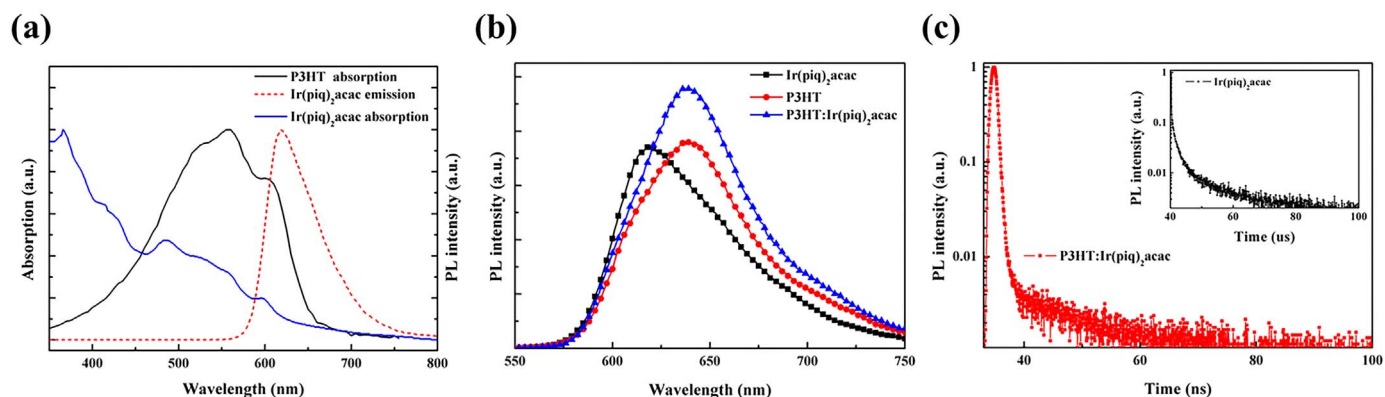 (a)
P3HT absorption
Ir(piq)₂acac emission
Ir(piq)₂acac absorption
Absorption (a.u.)
PL intensity (a.u.)
400 500 600 700 800
Wavelength (nm)
(b)
Ir(piq)₂acac
P3HT
P3HT:Ir(piq)₂acac
PL intensity (a.u.)
550 600 650 700 750
Wavelength (nm)
(c)
1
0.1
0.01
PL intensity (a.u.)
P3HT:Ir(piq)₂acac
40 60 80 100
Time (ns)
Ir(piq)₂acac
1
0.1
0.01
PL intensity (a.u.)
40 60 80 100
Time (us)